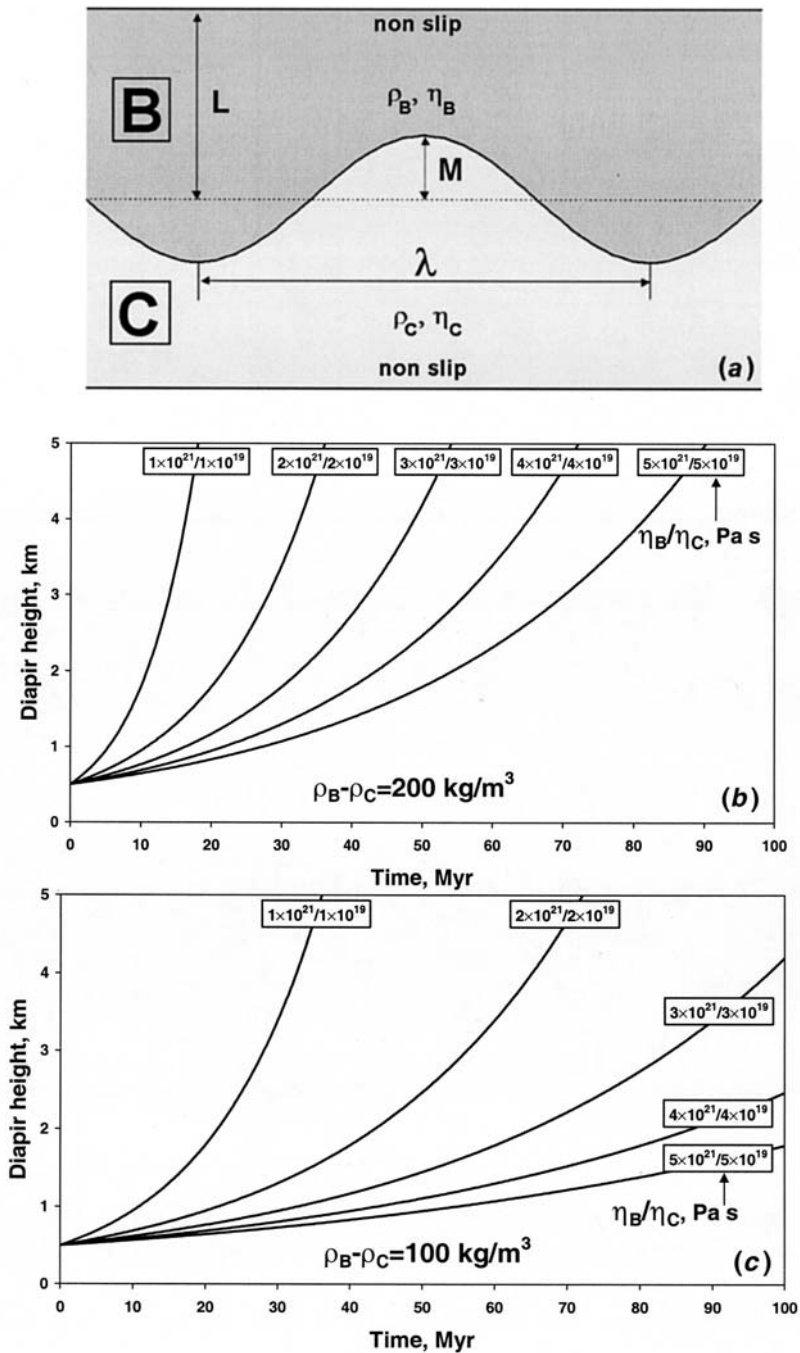 non slip
B
L
ρB, ηB
M
λ
C
ρC, ηC
non slip
(a)
5
4
3
2
1
0
Diapir height, km
1×10²¹/1×10¹⁹
2×10²¹/2×10¹⁹
3×10²¹/3×10¹⁹
4×10²¹/4×10¹⁹
5×10²¹/5×10¹⁹
ηB/ηC, Pa s
ρB-ρC=200 kg/m³
(b)
0 10 20 30 40 50 60 70 80 90 100
Time, Myr
5
4
3
2
1
0
Diapir height, km
1×10²¹/1×10¹⁹
2×10²¹/2×10¹⁹
3×10²¹/3×10¹⁹
4×10²¹/4×10¹⁹
5×10²¹/5×10¹⁹
ηB/ηC, Pa s
ρB-ρC=100 kg/m³
(c)
0 10 20 30 40 50 60 70 80 90 100
Time, Myr